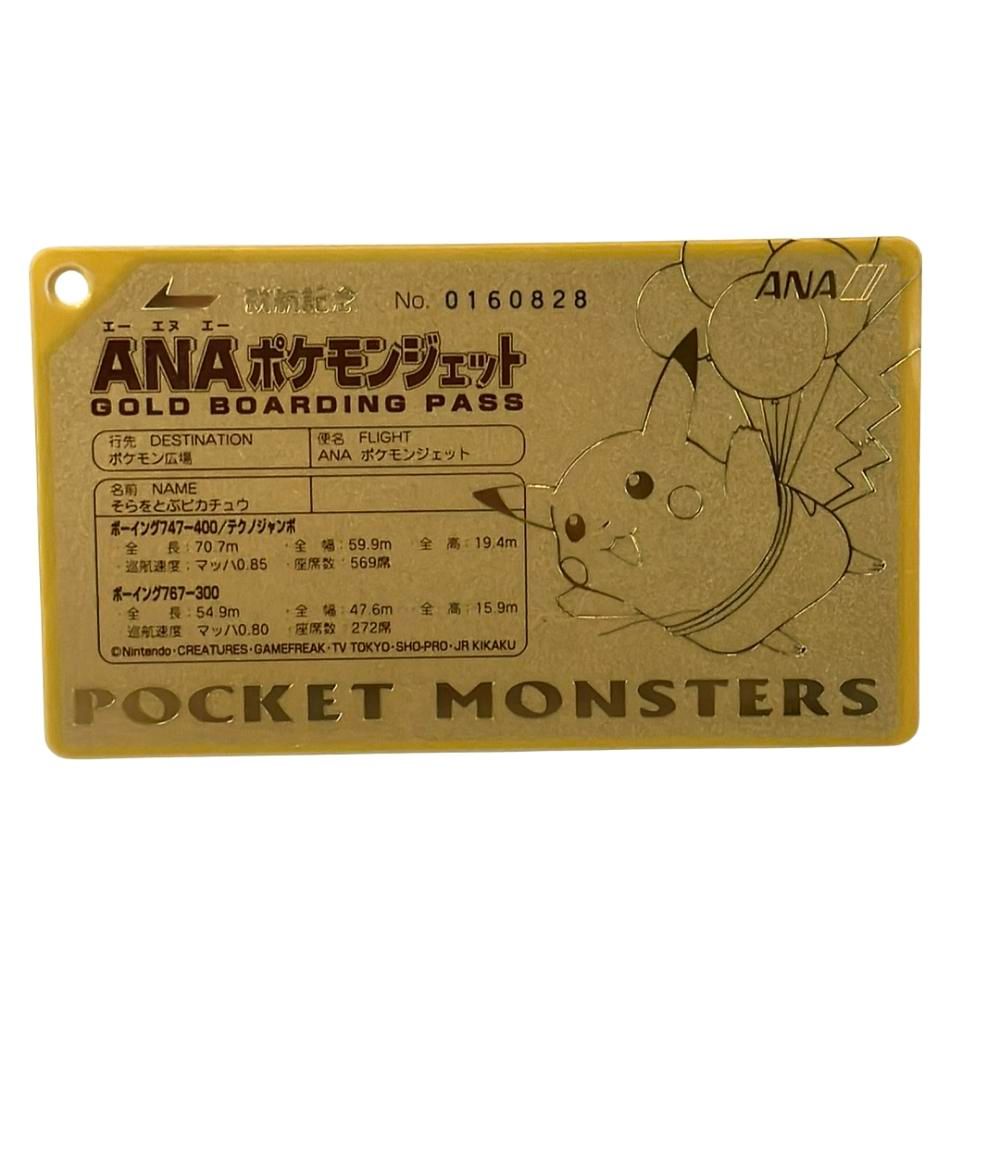 就航記念 No. 0160828
ANA
エー エヌ エー
ANAポケモンジェット
GOLD BOARDING PASS
行先 DESTINATION 便名 FLIGHT
ポケモン広場 ANA ポケモンジェット
名前 NAME
そらをとぶピカチュウ
ボーイング747-400/テクノジャンボ
・全 長：70.7m ・全 幅：59.9m ・全 高：19.4m
・巡航速度：マッハ0.85 ・座席数：569席
ボーイング767-300
・全 長：54.9m ・全 幅：47.6m ・全 高：15.9m
・巡航速度 マッハ0.80 ・座席数 272席
©Nintendo・CREATURES・GAMEFREAK・TV TOKYO・SHO-PRO・JR KIKAKU
POCKET MONSTERS